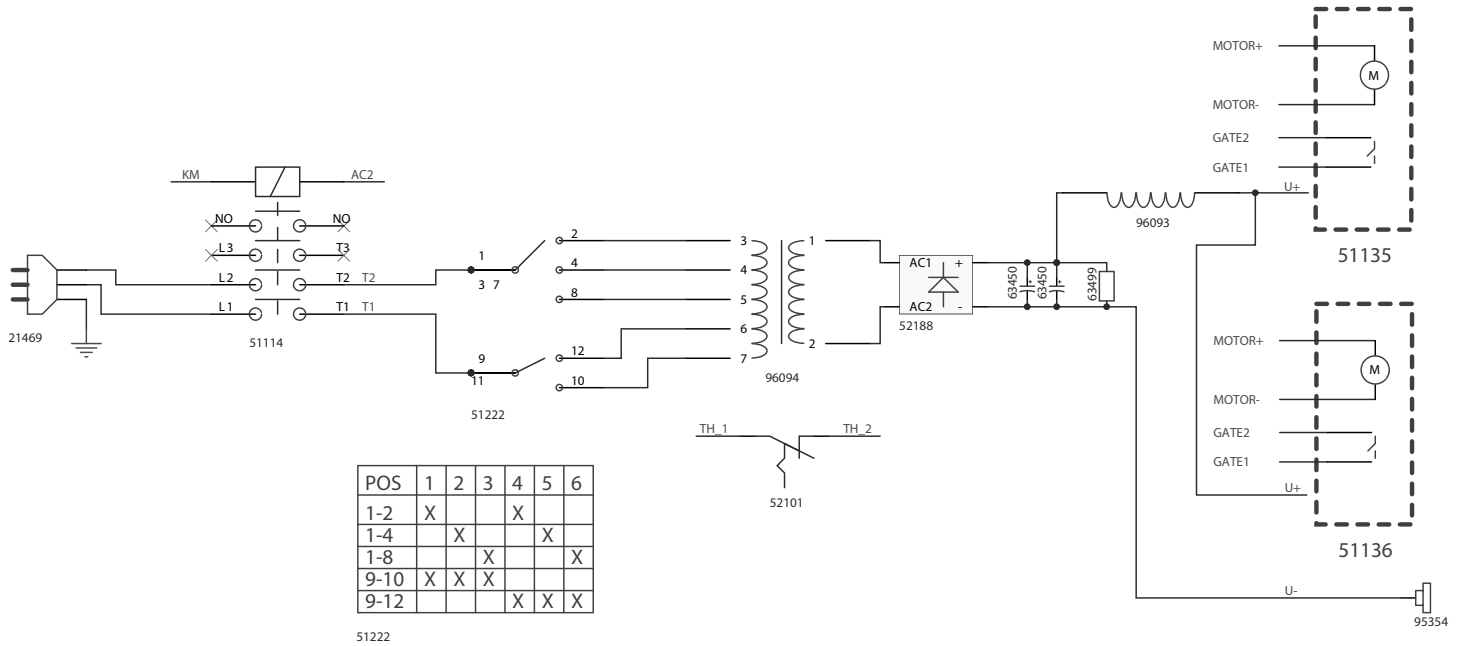 MOTOR+
M
MOTOR-
GATE2
GATE1
U+
51135
KM
AC2
NO
NO
L3
T3
L2
T2
T2
L1
T1
T1
21469
51114
1
3 7
2
4
8
9
11
12
10
51222
3
4
5
6
7
1
2
96094
AC1
+
AC2
-
52188
63450
63450
63499
96093
MOTOR+
M
MOTOR-
GATE2
GATE1
U+
51136
TH_1
TH_2
52101
POS 1 2 3 4 5 6
1-2 X X
1-4 X X
1-8 X X
9-10 X X X
9-12 X X X
51222
U-
95354